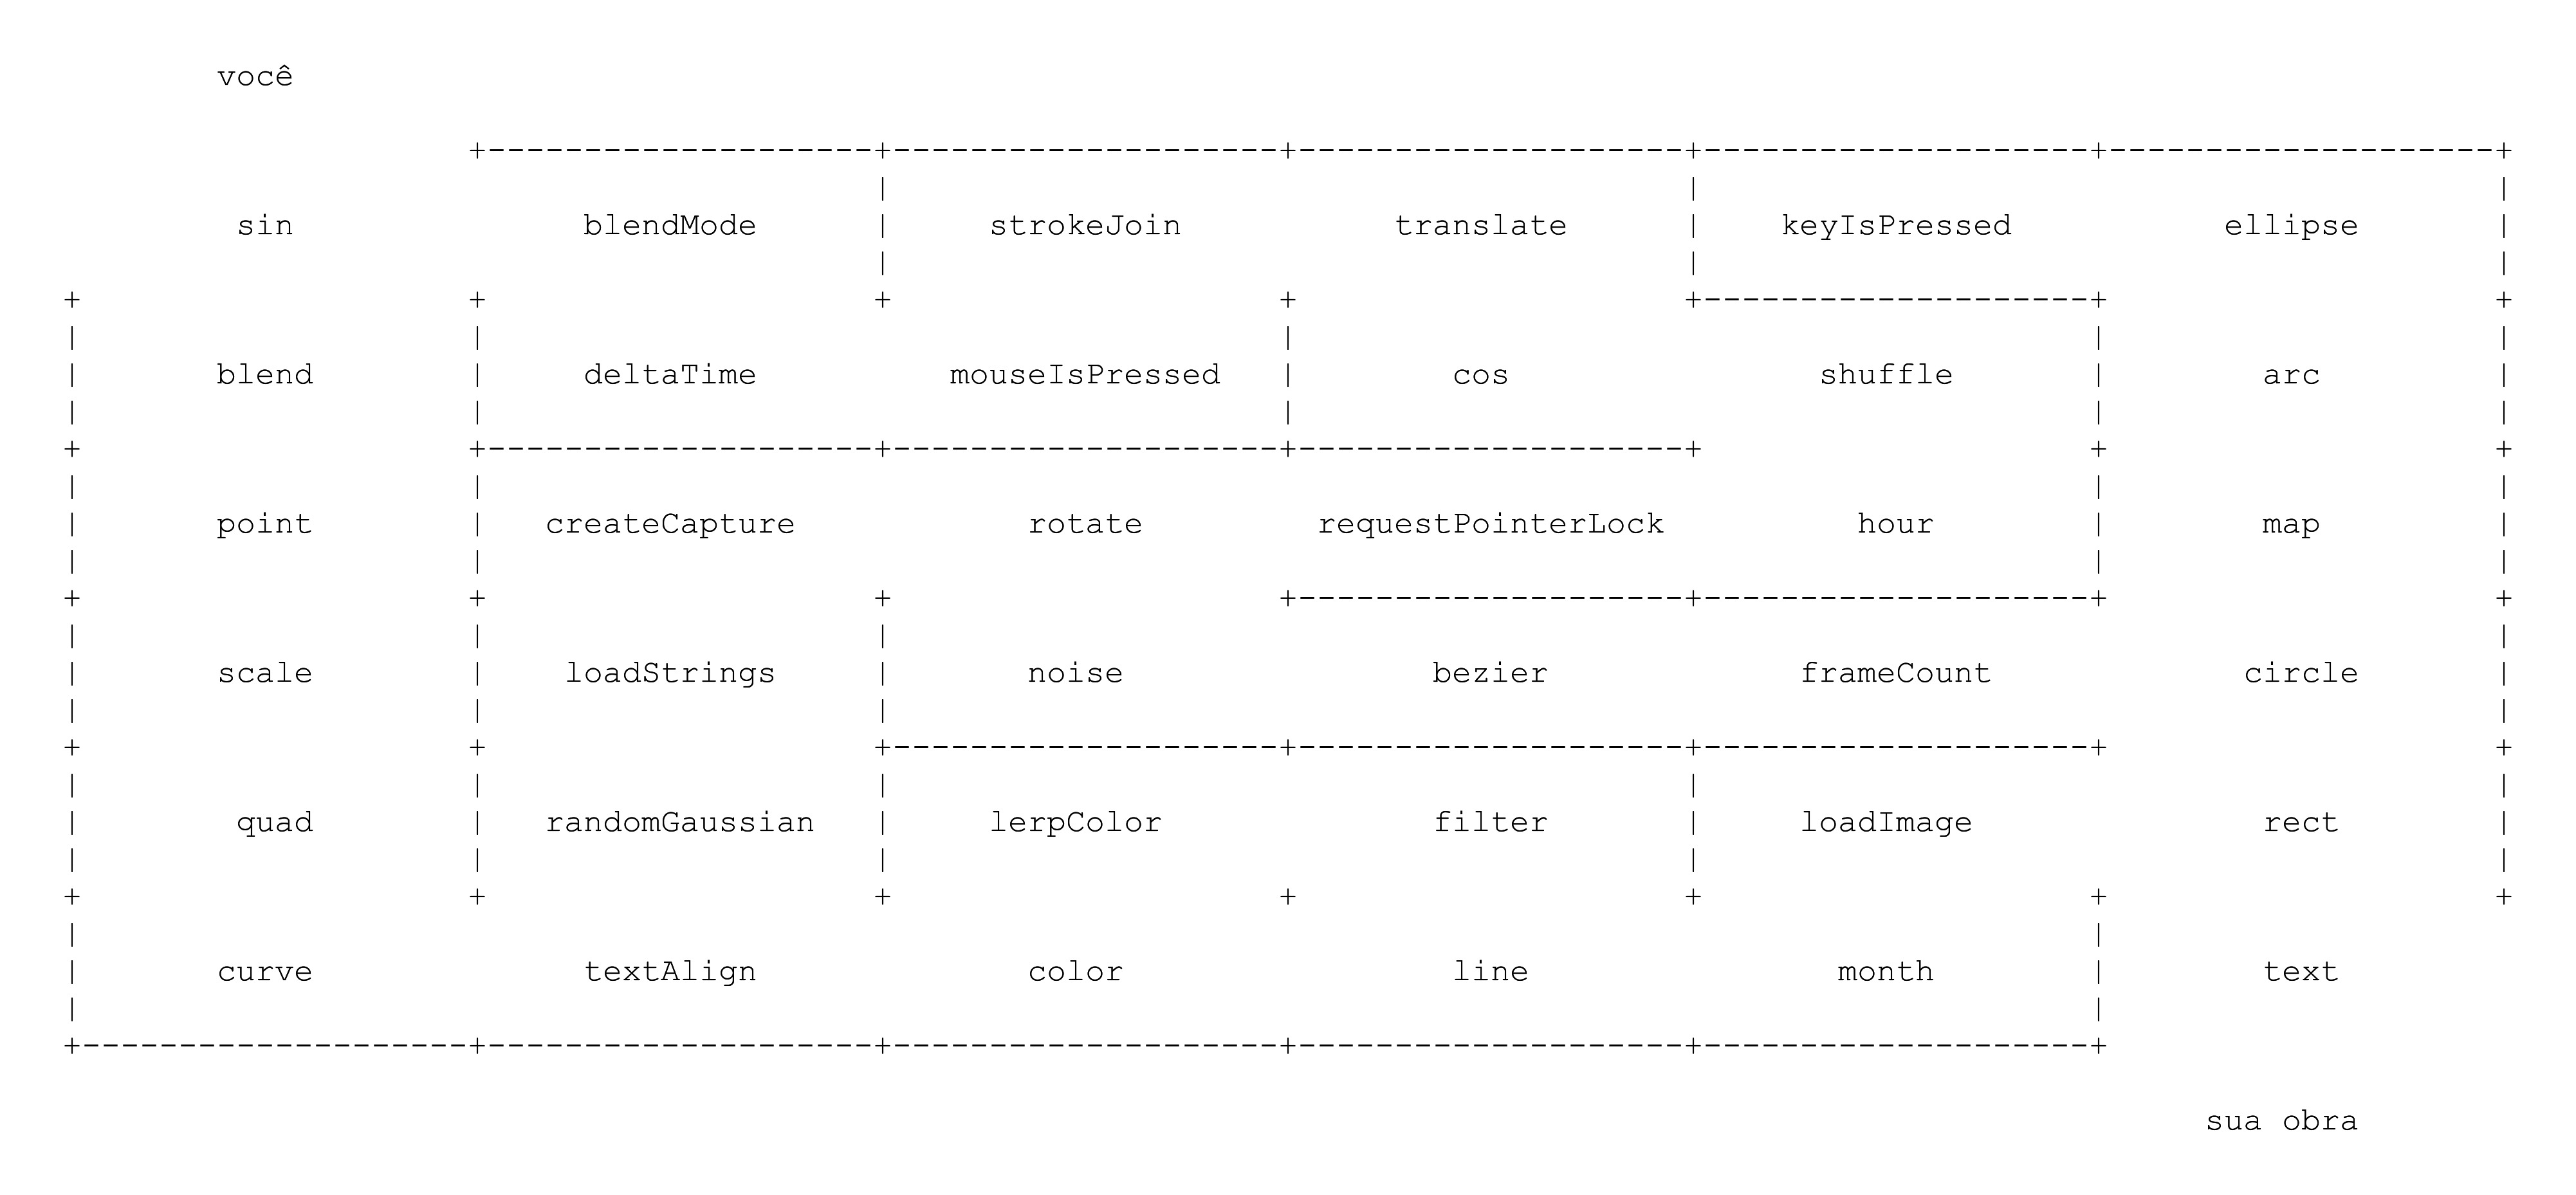 você
sin blendMode strokeJoin translate keyIsPressed ellipse
blend deltaTime mouseIsPressed cos shuffle arc
point createCapture rotate requestPointerLock hour map
scale loadStrings noise bezier frameCount circle
quad randomGaussian lerpColor filter loadImage rect
curve textAlign color line month text
sua obra